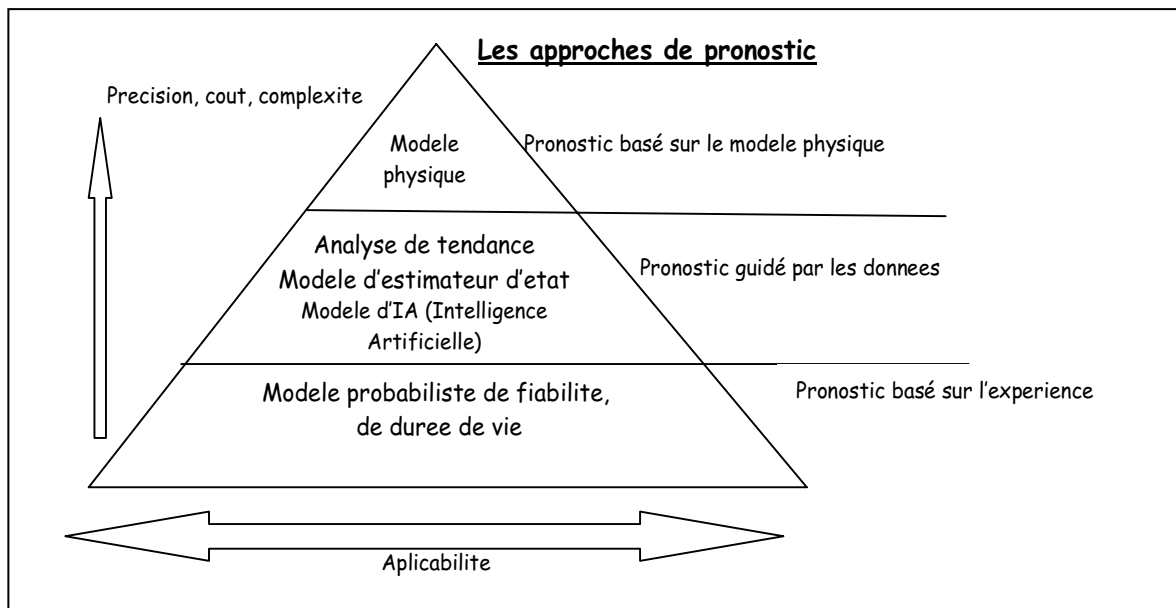 Les approches de pronostic
Precision, cout, complexite
Modele
physique
Pronostic basé sur le modele physique
Analyse de tendance
Modele d'estimateur d'etat
Modele d'IA (Intelligence
Artificielle)
Pronostic guidé par les donnees
Modèle probabiliste de fiabilite,
de duree de vie
Pronostic basé sur l'experience
Aplicabilite